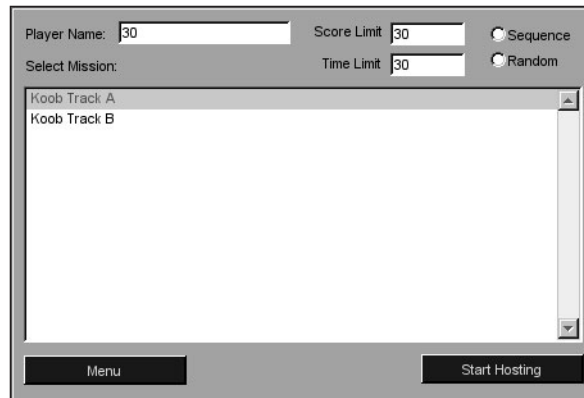 Player Name: 30 Score Limit 30 Sequence
Select Mission: Time Limit 30 Random
Koob Track A
Koob Track B
Menu Start Hosting